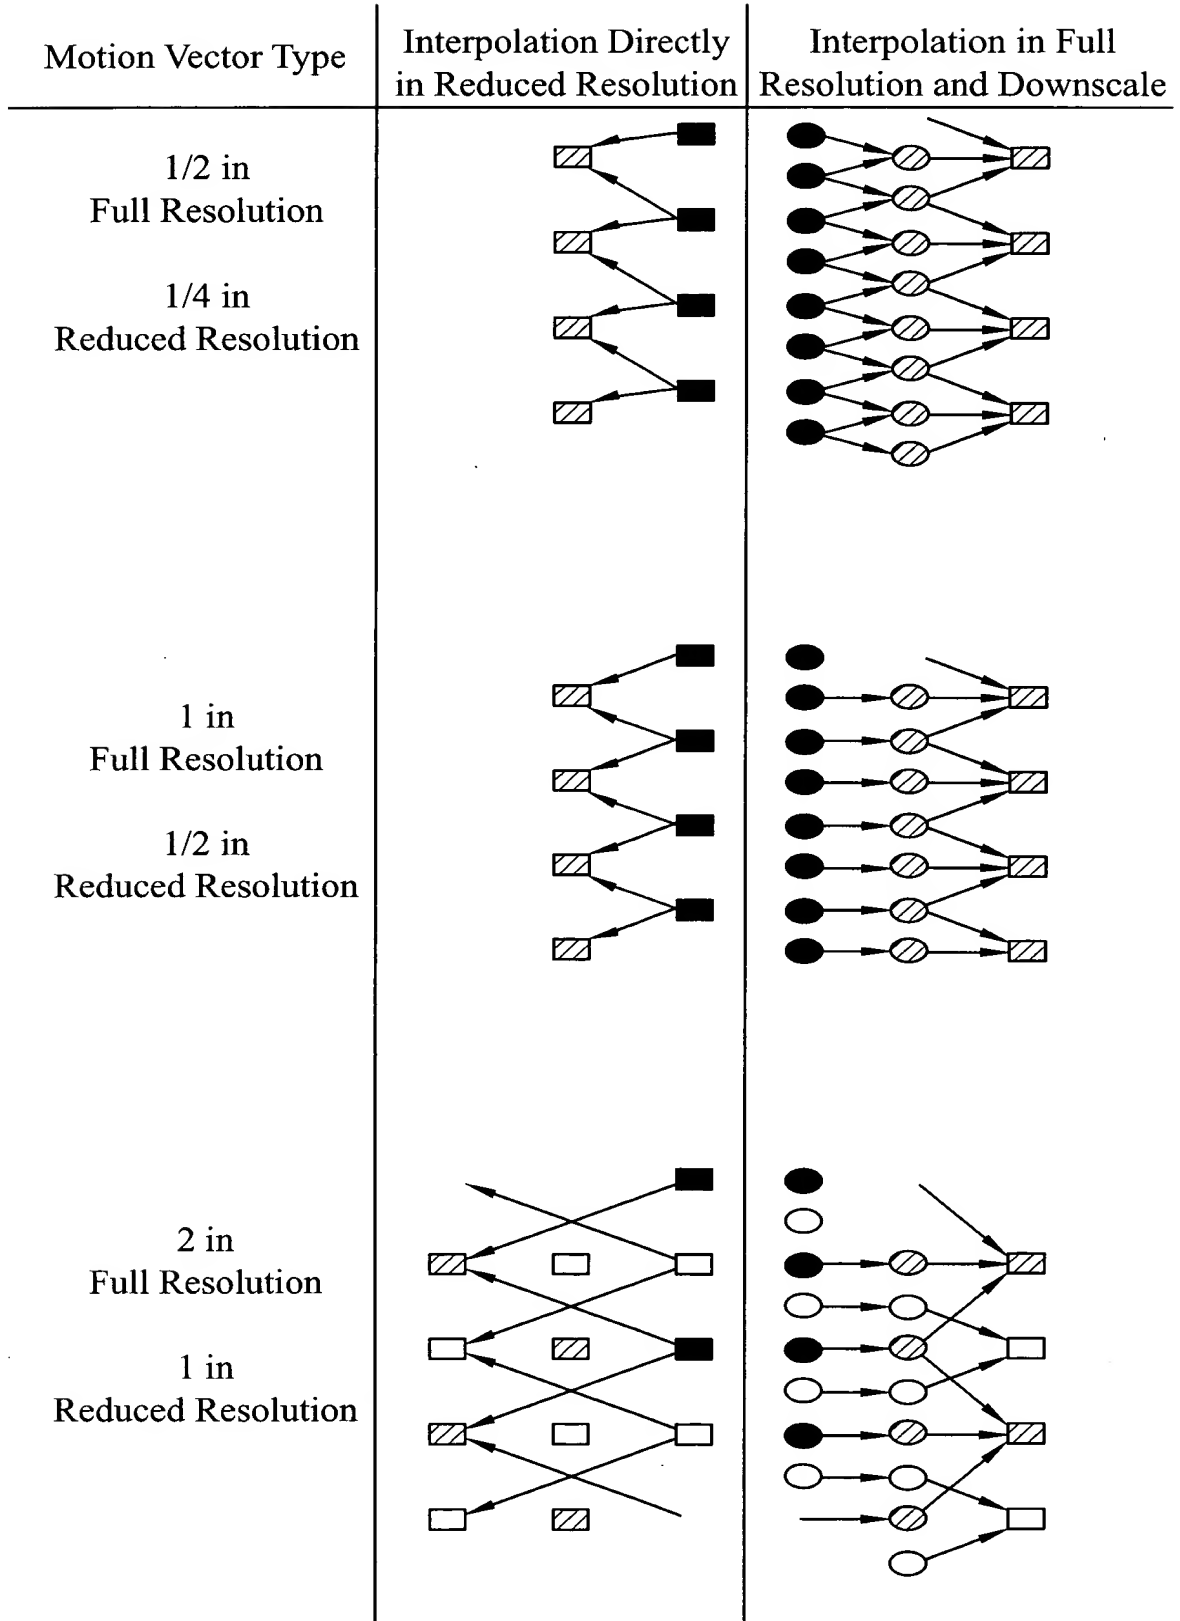 Motion Vector Type
Interpolation Directly
in Reduced Resolution
Interpolation in Full
Resolution and Downscale
1/2 in
Full Resolution
1/4 in
Reduced Resolution
1 in
Full Resolution
1/2 in
Reduced Resolution
2 in
Full Resolution
1 in
Reduced Resolution